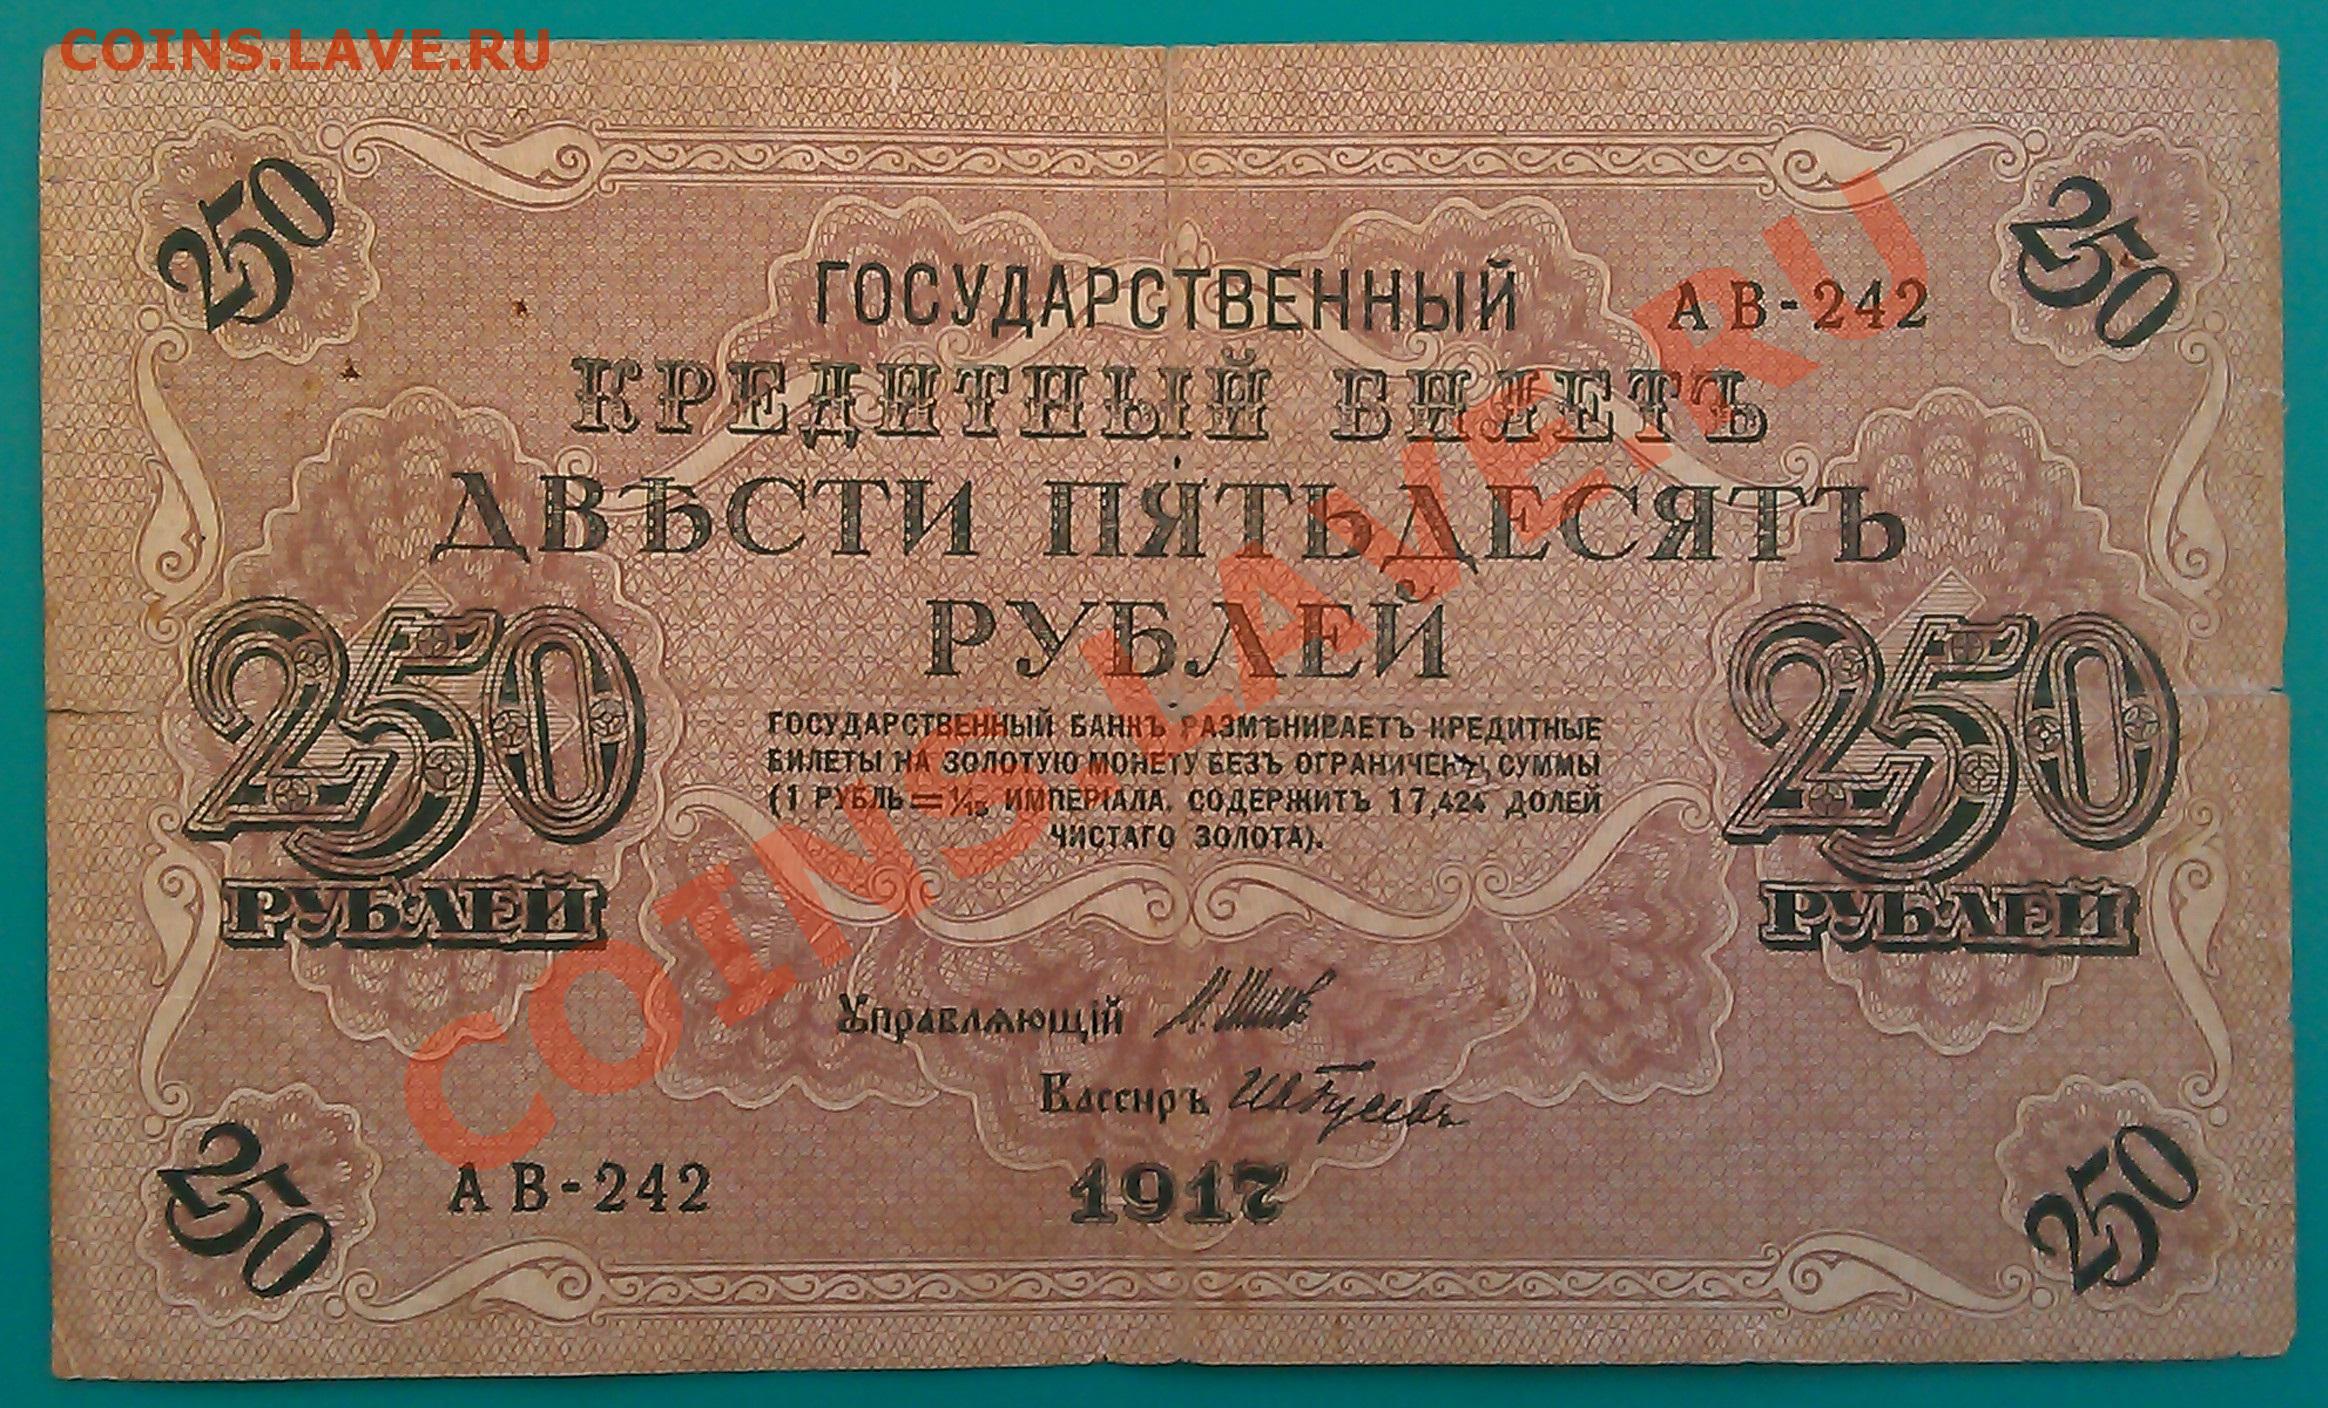 COINS.LAVE.RU
250
250
ГОСУДАРСТВЕННЫЙ
АВ-242
КРЕДИТНЫЙ БИЛЕТЪ
ДВѢСТИ ПЯТЬДЕСЯТЪ
РУБЛЕЙ
250
РУБЛЕЙ
250
РУБЛЕЙ
ГОСУДАРСТВЕННЫЙ БАНКЪ РАЗМѢНИВАЕТЪ КРЕДИТНЫЕ
БИЛЕТЫ НА ЗОЛОТУЮ МОНЕТУ БЕЗЪ ОГРАНИЧЕН. СУММЫ
(1 РУБЛЬ = 1/15 ИМПЕРІАЛА, СОДЕРЖИТЪ 17,424 ДОЛЕЙ
ЧИСТАГО ЗОЛОТА).
COINS.LAVE.RU
Управляющій И. Шипов
Кассиръ
АВ-242
1917
250
250